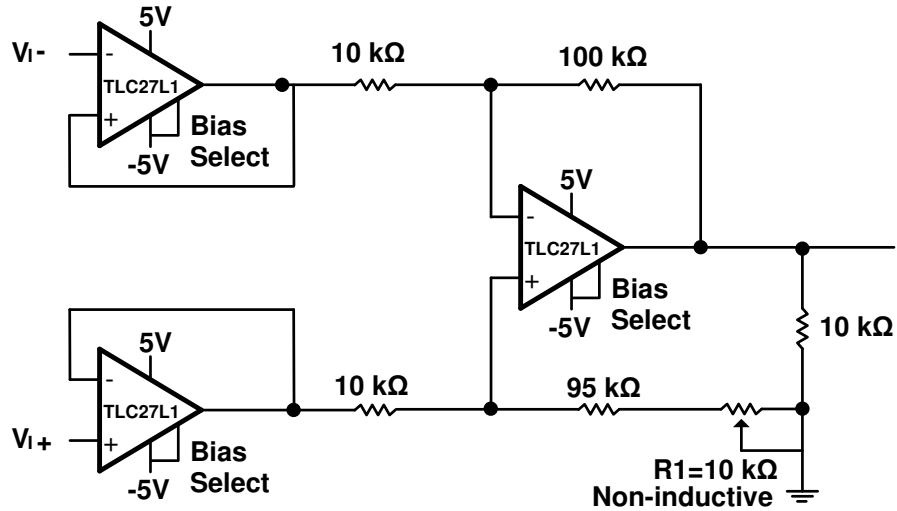 5V
VI-
-
TLC27L1
+
-5V
Bias
Select
10 kΩ
100 kΩ
5V
-
TLC27L1
+
-5V
Bias
Select
10 kΩ
5V
-
TLC27L1
+
VI+
-5V
Bias
Select
10 kΩ
95 kΩ
R1=10 kΩ
Non-inductive